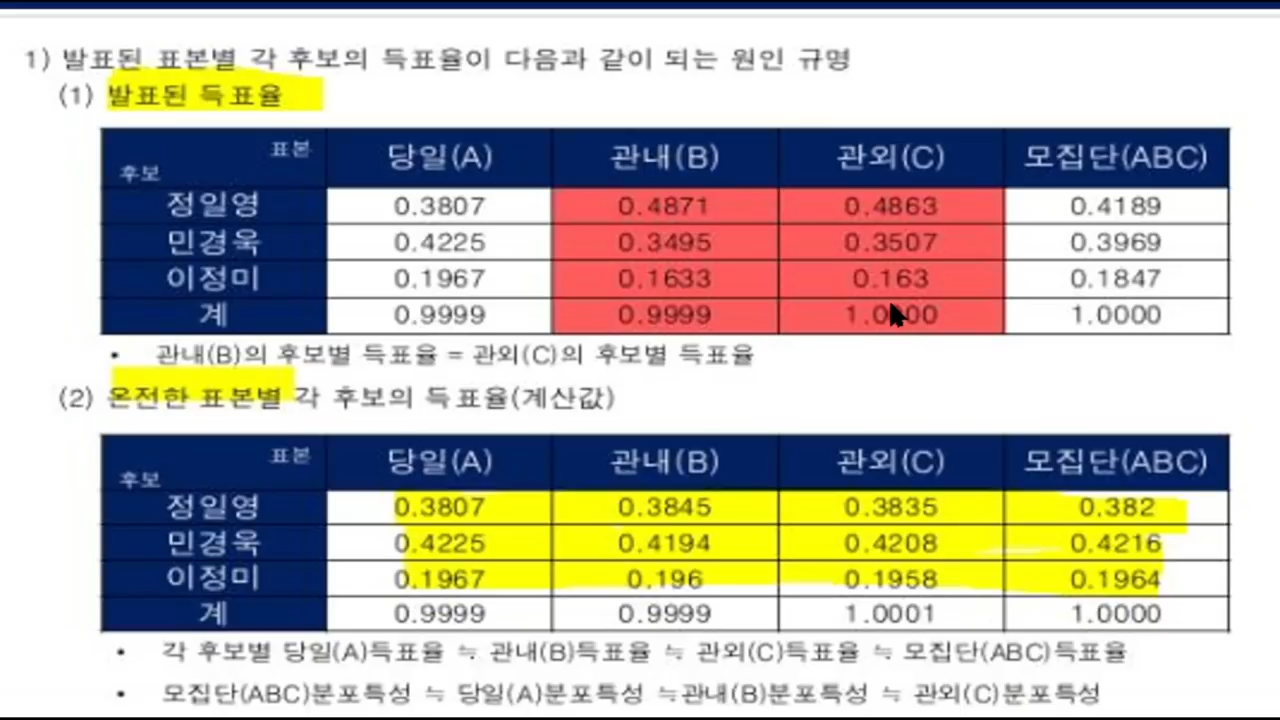 1) 발표된 표본별 각 후보의 득표율이 다음과 같이 되는 원인 규명
(1) 발표된 득표율
표본 후보 당일(A) 관내(B) 관외(C) 모집단(ABC)
정일영 0.3807 0.4871 0.4863 0.4189
민경욱 0.4225 0.3495 0.3507 0.3969
이정미 0.1967 0.1633 0.163 0.1847
계 0.9999 0.9999 1.0000 1.0000
• 관내(B)의 후보별 득표율 = 관외(C)의 후보별 득표율
(2) 온전한 표본별 각 후보의 득표율(계산값)
표본 후보 당일(A) 관내(B) 관외(C) 모집단(ABC)
정일영 0.3807 0.3845 0.3835 0.382
민경욱 0.4225 0.4194 0.4208 0.4216
이정미 0.1967 0.196 0.1958 0.1964
계 0.9999 0.9999 1.0001 1.0000
• 각 후보별 당일(A)득표율 ≒ 관내(B)득표율 ≒ 관외(C)득표율 ≒ 모집단(ABC)득표율
• 모집단(ABC)분포특성 ≒ 당일(A)분포특성 ≒관내(B)분포특성 ≒ 관외(C)분포특성